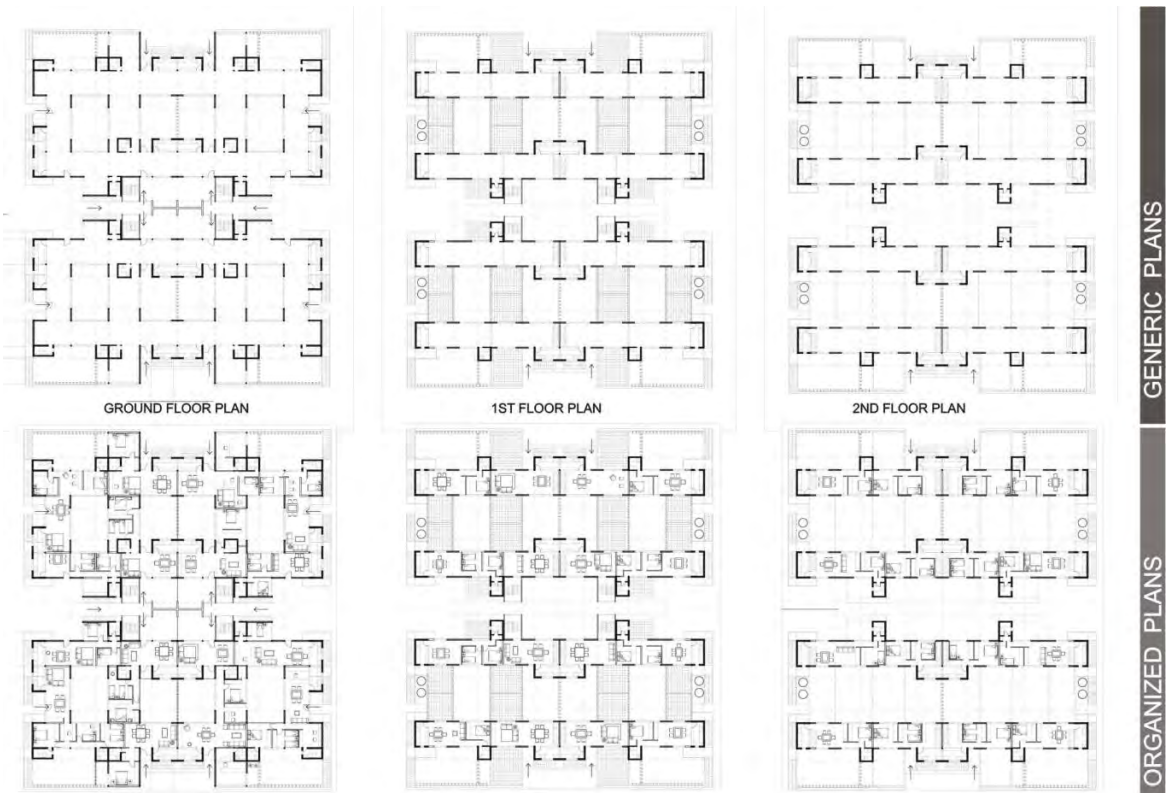 GROUND FLOOR PLAN
1ST FLOOR PLAN
2ND FLOOR PLAN
GENERIC PLANS
ORGANIZED PLANS